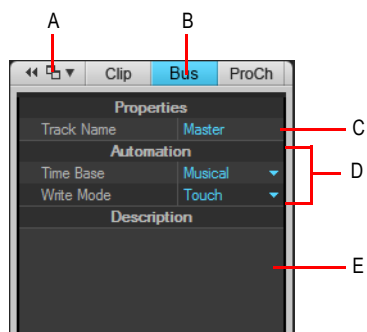 A
B
Clip Bus ProCh
Properties
Track Name Master
C
Automation
Time Base Musical
D
Write Mode Touch
Description
E